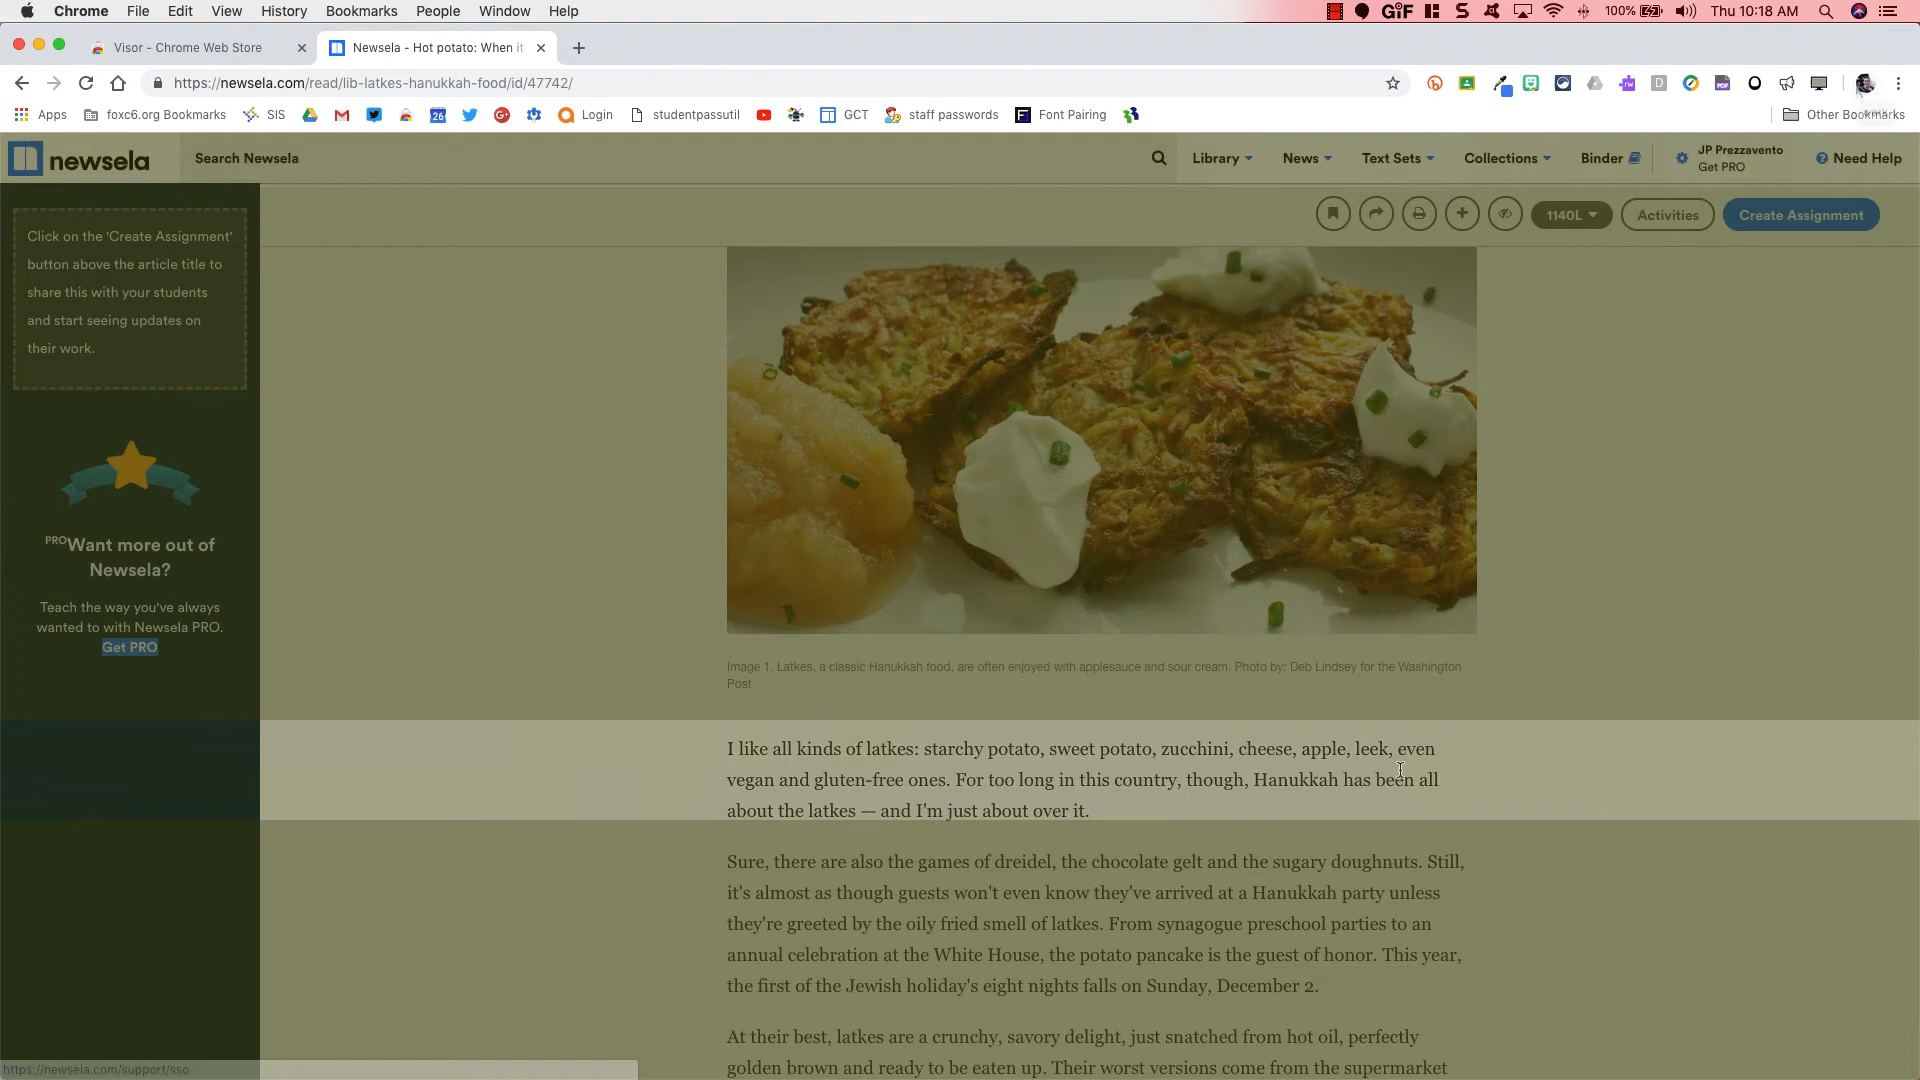 Chrome File Edit View History Bookmarks People Window Help GIF 100% Thu 10:18 AM
Visor - Chrome Web Store Newsela - Hot potato: When it
https://newsela.com/read/lib-latkes-hanukkah-food/id/47742/
Apps foxc6.org Bookmarks SIS 26 Login studentpassutil GCT staff passwords Font Pairing Other Bookmarks
newsela Search Newsela Library News Text Sets Collections Binder JP Prezzavento Need Help
Get PRO
1140L Activities Create Assignment
Click on the 'Create Assignment'
button above the article title to
share this with your students
and start seeing updates on
their work.
PROWant more out of
Newsela?
Teach the way you've always
wanted to with Newsela PRO.
Get PRO
Image 1. Latkes, a classic Hanukkah food, are often enjoyed with applesauce and sour cream. Photo by: Deb Lindsey for the Washington
Post
I like all kinds of latkes: starchy potato, sweet potato, zucchini, cheese, apple, leek, even
vegan and gluten-free ones. For too long in this country, though, Hanukkah has been all
about the latkes — and I'm just about over it.
Sure, there are also the games of dreidel, the chocolate gelt and the sugary doughnuts. Still,
it's almost as though guests won't even know they've arrived at a Hanukkah party unless
they're greeted by the oily fried smell of latkes. From synagogue preschool parties to an
annual celebration at the White House, the potato pancake is the guest of honor. This year,
the first of the Jewish holiday's eight nights falls on Sunday, December 2.
At their best, latkes are a crunchy, savory delight, just snatched from hot oil, perfectly
golden brown and ready to be eaten up. Their worst versions come from the supermarket
https://newsela.com/support/sso